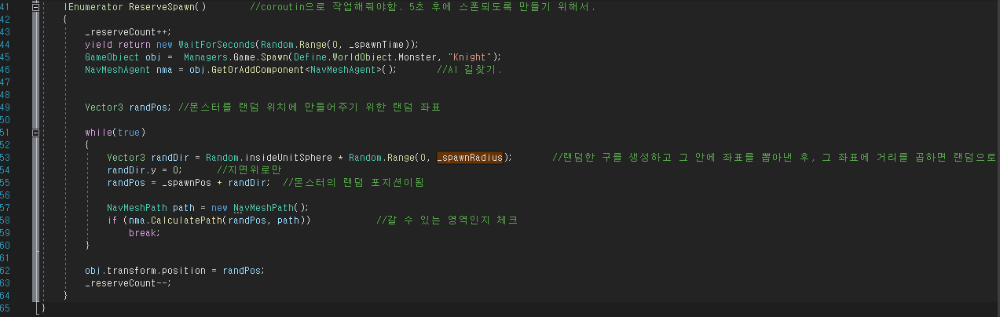 41 IEnumerator ReserveSpawn() //coroutin으로 작업해줘야함. 5초 후에 스폰되도록 만들기 위해서.
42 {
43 _reserveCount++;
44 yield return new WaitForSeconds(Random.Range(0, _spawnTime));
45 GameObject obj = Managers.Game.Spawn(Define.WorldObject.Monster, "Knight");
46 NavMeshAgent nma = obj.GetOrAddComponent<NavMeshAgent>(); //AI 길찾기.
47
48
49 Vector3 randPos; //몬스터를 랜덤 위치에 만들어주기 위한 랜덤 좌표
50
51 while(true)
52 {
53 Vector3 randDir = Random.insideUnitSphere * Random.Range(0, _spawnRadius); //랜덤한 구를 생성하고 그 안에 좌표를 뽑아낸 후, 그 좌표에 거리를 곱하면 랜덤으로
54 randDir.y = 0; //지면위로만
55 randPos = _spawnPos + randDir; //몬스터의 랜덤 포지션이됨
56
57 NavMeshPath path = new NavMeshPath();
58 if (nma.CalculatePath(randPos, path)) //갈 수 있는 영역인지 체크
59 break;
60 }
61
62 obj.transform.position = randPos;
63 _reserveCount--;
64 }
65 }